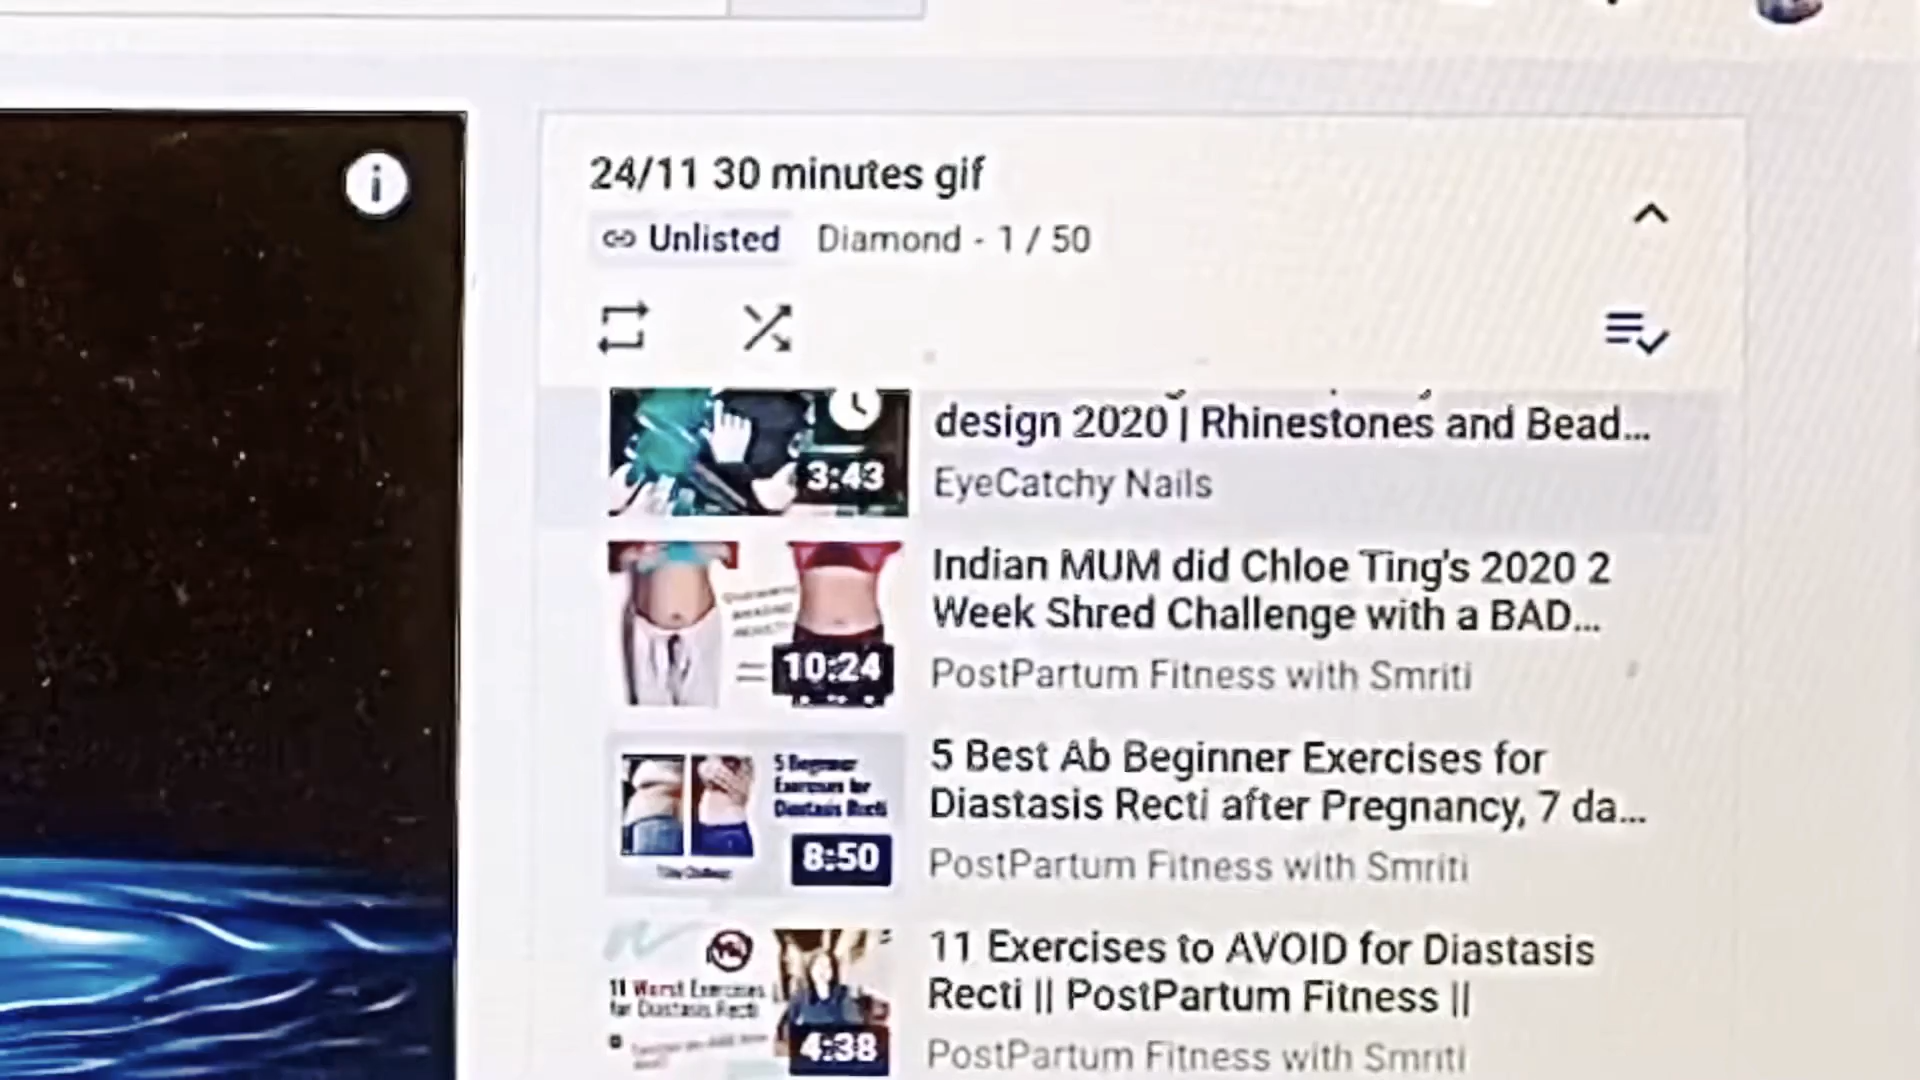 24/11 30 minutes gif
Unlisted Diamond - 1 / 50
design 2020 | Rhinestones and Bead...
3:43
EyeCatchy Nails
Indian MUM did Chloe Ting's 2020 2
Week Shred Challenge with a BAD...
10:24
PostPartum Fitness with Smriti
5 Best Ab Beginner Exercises for
Diastasis Recti after Pregnancy, 7 da...
5 Beginner
Exercises for
Diastasis Recti
8:50
PostPartum Fitness with Smriti
11 Exercises to AVOID for Diastasis
Recti || PostPartum Fitness ||
11 Worst Exercises
for Diastasis Recti
4:38
PostPartum Fitness with Smriti